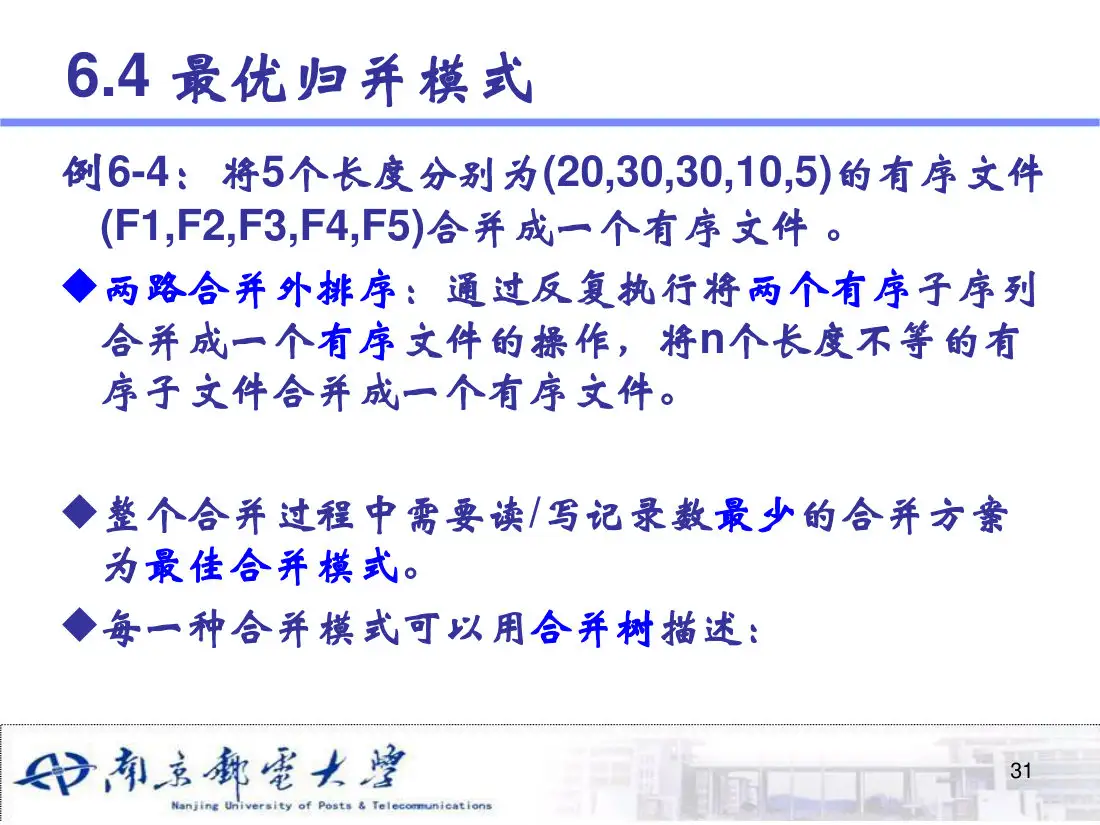 6.4 最优归并模式
例6-4：将5个长度分别为(20,30,30,10,5)的有序文件
(F1,F2,F3,F4,F5)合并成一个有序文件 。
◆两路合并外排序：通过反复执行将两个有序子序列
合并成一个有序文件的操作，将n个长度不等的有
序子文件合并成一个有序文件。
◆整个合并过程中需要读/写记录数最少的合并方案
为最佳合并模式。
◆每一种合并模式可以用合并树描述：
南京郵電大學
Nanjing University of Posts & Telecommunications
31